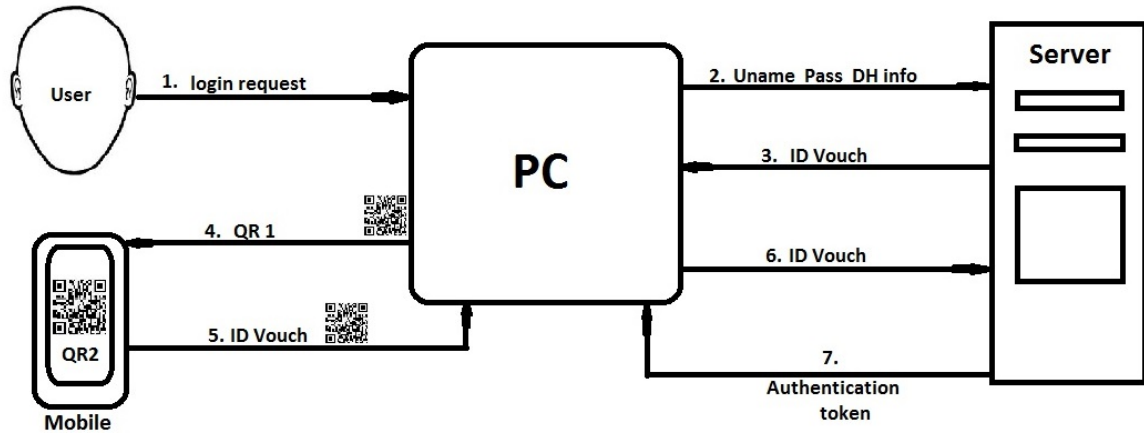 User
1. login request
PC
2. Uname Pass DH info
Server
3. ID Vouch
4. QR 1
6. ID Vouch
QR2
5. ID Vouch
7.
Authentication
token
Mobile